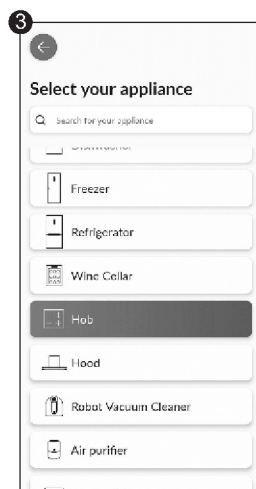 3
Select your appliance
Search for your appliance
Dishwasher
Freezer
Refrigerator
Wine Cellar
Hob
Hood
Robot Vacuum Cleaner
Air purifier